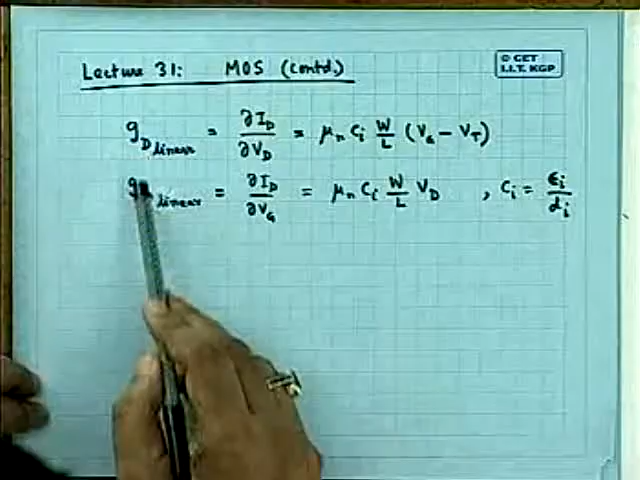 Lecture 31: MOS (contd.)
© CET
I.I.T. KGP
g_D linear = ∂I_D/∂V_D = μ_n C_i W/L (V_G − V_T)
g linear = ∂I_D/∂V_G = μ_n C_i W/L V_D , C_i = ε_i/d_i